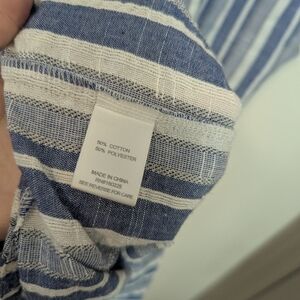 50% COTTON
50% POLYESTER
MADE IN CHINA
SEE REVERSE FOR CARE